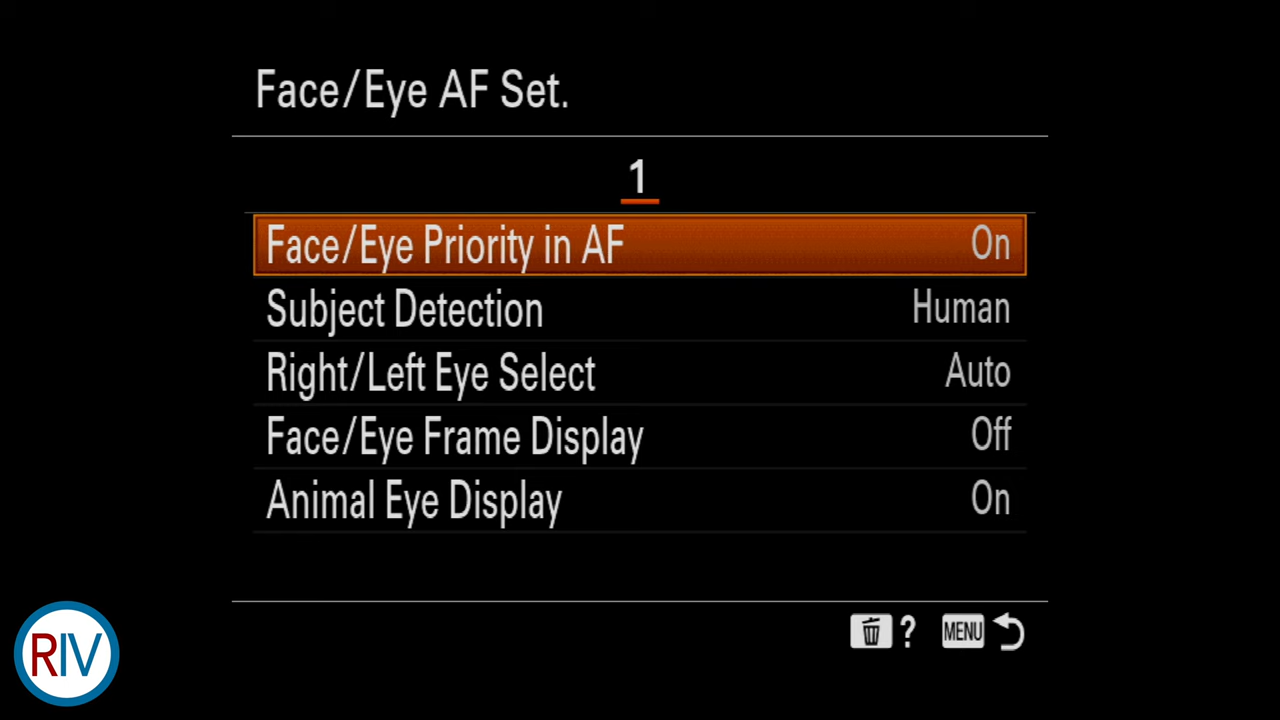 Face/Eye AF Set.
1
Face/Eye Priority in AF On
Subject Detection Human
Right/Left Eye Select Auto
Face/Eye Frame Display Off
Animal Eye Display On
? MENU
RIV